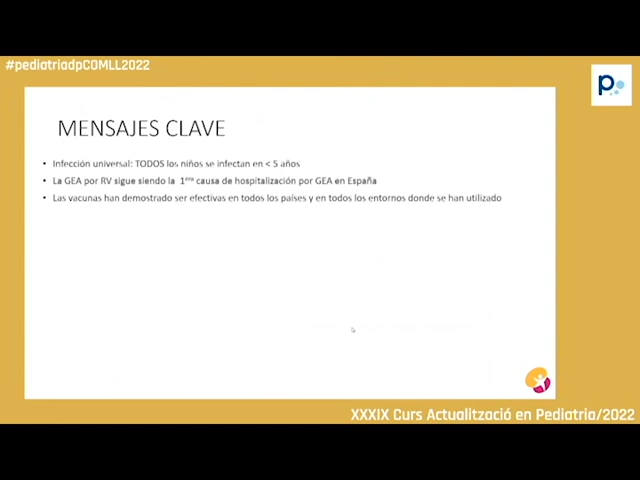 #pediatriadpCOMLL2022
p
MENSAJES CLAVE
• Infección universal: TODOS los niños se infectan en < 5 años
• La GEA por RV sigue siendo la 1era causa de hospitalización por GEA en España
• Las vacunas han demostrado ser efectivas en todos los países y en todos los entornos donde se han utilizado
XXXIX Curs Actualització en Pediatria/2022